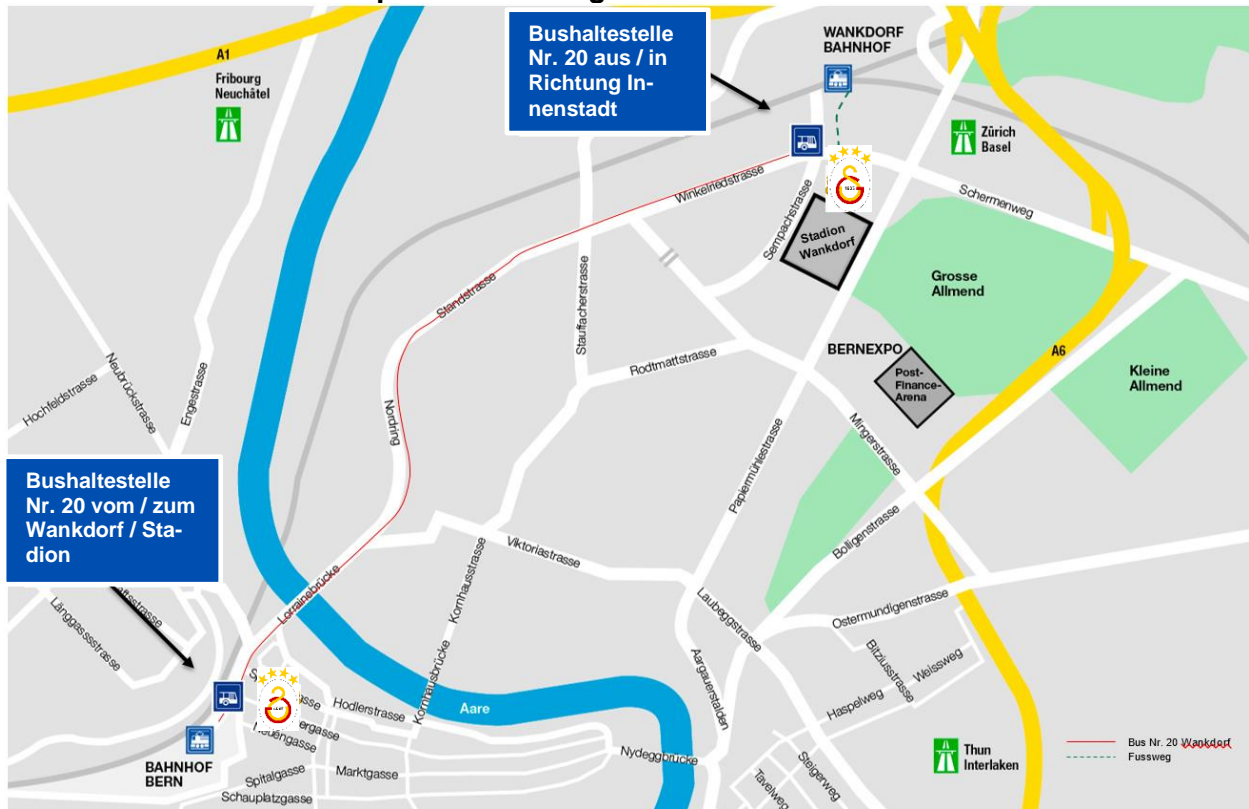 Bushaltestelle
Nr. 20 aus / in
Richtung In-
nenstadt
WANKDORF
BAHNHOF
A1
Fribourg
Neuchâtel
Zürich
Basel
Winkelriedstrasse
Schermenweg
Sempachstrasse
Stadion
Wankdorf
Grosse
Allmend
Standstrasse
Stauffacherstrasse
BERNEXPO
A6
Rodtmattstrasse
Post-
Finance-
Arena
Kleine
Allmend
Neubrückstrasse
Hochfeldstrasse
Engestrasse
Nordring
Mingerstrasse
Papiermühlestrasse
Bushaltestelle
Nr. 20 vom / zum
Wankdorf / Sta-
dion
Bolligenstrasse
Viktoriastrasse
Kornhausstrasse
Lorrainebrücke
Länggassstrasse
Laubeggstrasse
Ostermundigenstrasse
Bitziusstrasse
Weissweg
Haspelweg
Aargauerstalden
Kornhausbrücke
Hodlerstrasse
Aare
Neuengasse
BAHNHOF
BERN
Spitalgasse
Marktgasse
Schauplatzgasse
Nydeggbrücke
Tavelweg
Steigerweg
Thun
Interlaken
Bus Nr. 20 Wankdorf
Fussweg